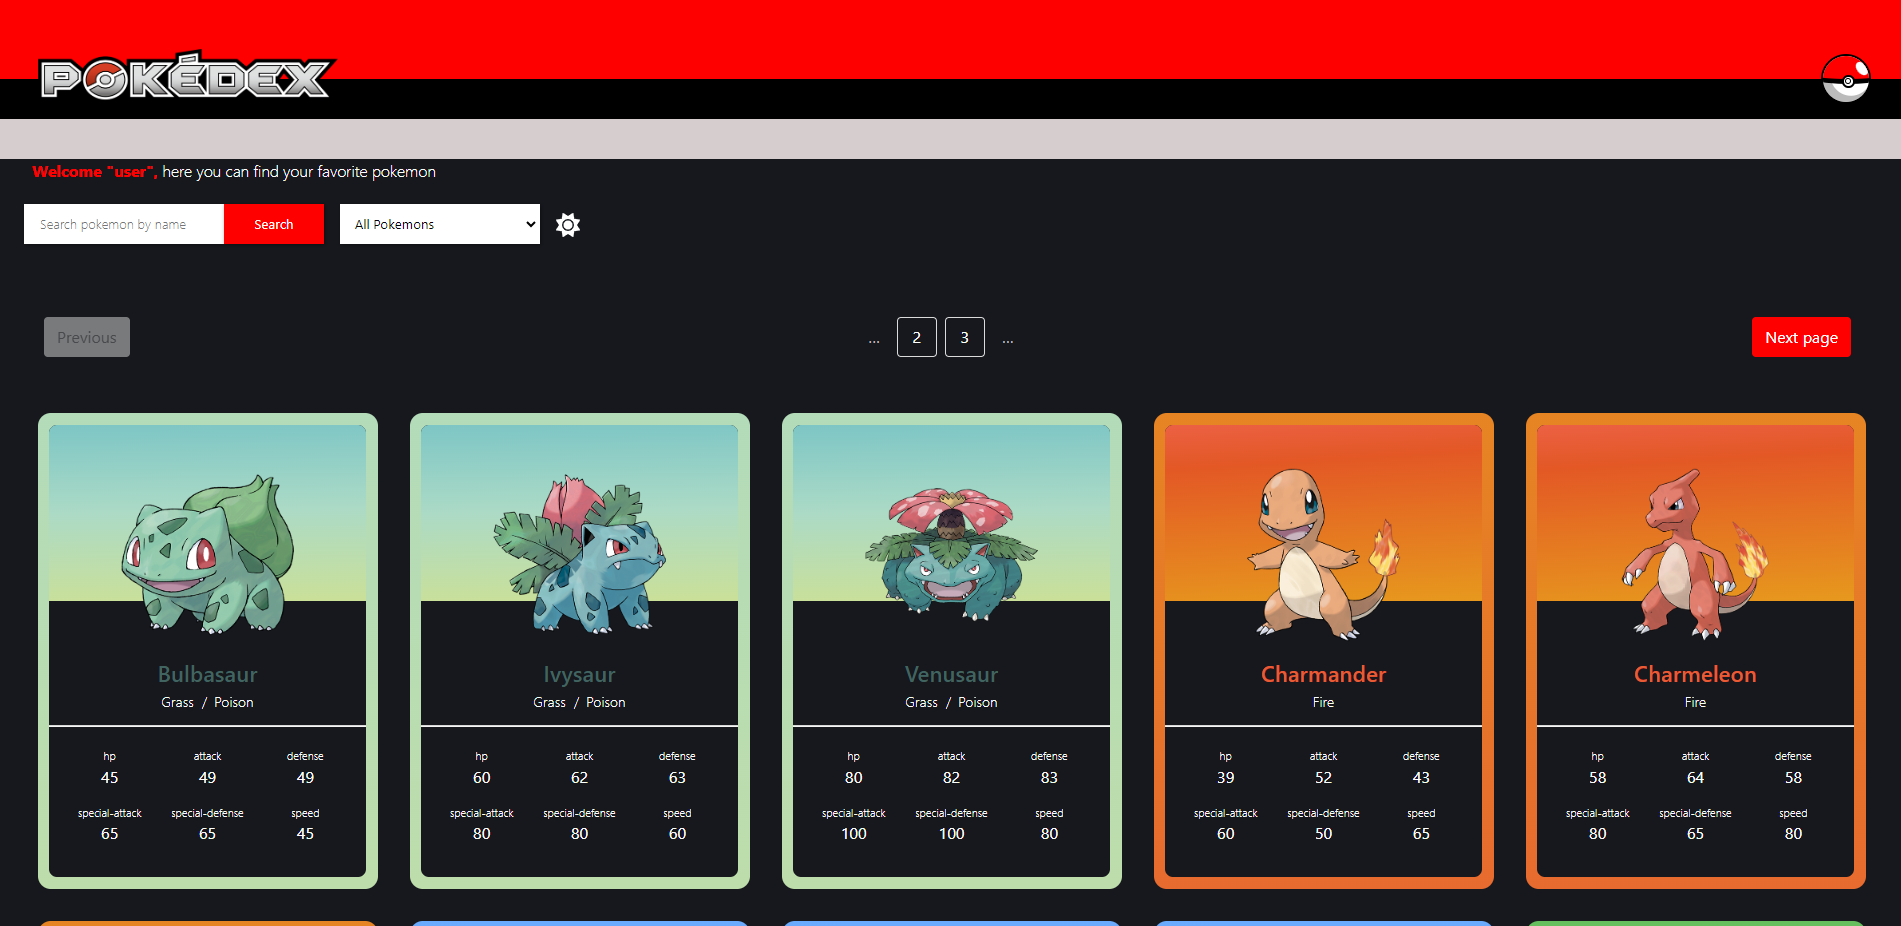 POKÉDEX
Welcome "user", here you can find your favorite pokemon
Search pokemon by name Search All Pokemons
Previous ... 2 3 ... Next page
Bulbasaur
Grass / Poison
hp attack defense
45 49 49
special-attack special-defense speed
65 65 45
Ivysaur
Grass / Poison
hp attack defense
60 62 63
special-attack special-defense speed
80 80 60
Venusaur
Grass / Poison
hp attack defense
80 82 83
special-attack special-defense speed
100 100 80
Charmander
Fire
hp attack defense
39 52 43
special-attack special-defense speed
60 50 65
Charmeleon
Fire
hp attack defense
58 64 58
special-attack special-defense speed
80 65 80